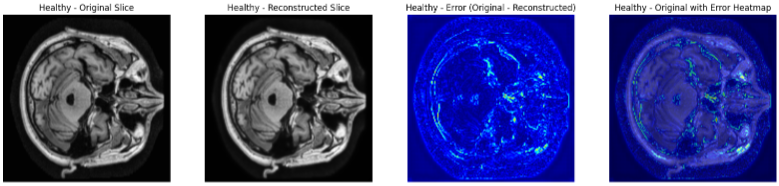 Healthy - Original Slice
Healthy - Reconstructed Slice
Healthy - Error (Original - Reconstructed)
Healthy - Original with Error Heatmap